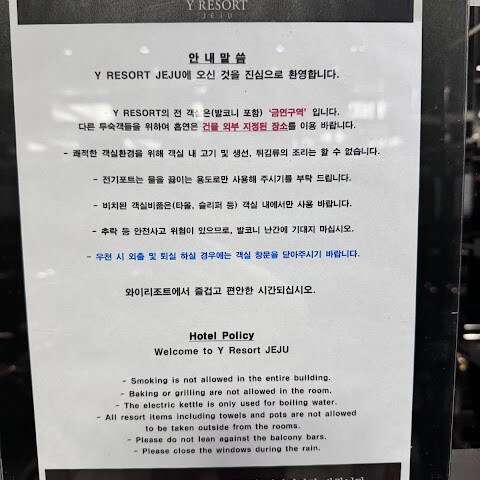 Y RESORT
JEJU
안 내 말 씀
Y RESORT JEJU에 오신 것을 진심으로 환영합니다.
Y RESORT의 전 객실은(발코니 포함) '금연구역' 입니다.
다른 투숙객들을 위하여 흡연은 건물 외부 지정된 장소를 이용 바랍니다.
- 쾌적한 객실환경을 위해 객실 내 고기 및 생선, 튀김류의 조리는 할 수 없습니다.
- 전기포트는 물을 끓이는 용도로만 사용해 주시기를 부탁 드립니다.
- 비치된 객실비품은(타올, 슬리퍼 등) 객실 내에서만 사용 바랍니다.
- 추락 등 안전사고 위험이 있으므로, 발코니 난간에 기대지 마십시오.
- 우천 시 외출 및 퇴실 하실 경우에는 객실 창문을 닫아주시기 바랍니다.
와이리조트에서 즐겁고 편안한 시간되십시오.
Hotel Policy
Welcome to Y Resort JEJU
- Smoking is not allowed in the entire building.
- Baking or grilling are not allowed in the room.
- The electric kettle is only used for boiling water.
- All resort items including towels and pots are not allowed
to be taken outside from the rooms.
- Please do not lean against the balcony bars.
- Please close the windows during the rain.